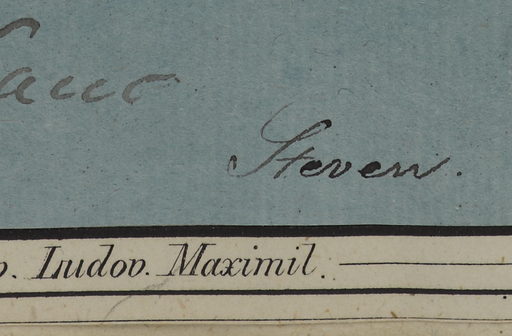 Steven.
Ludov. Maximil.